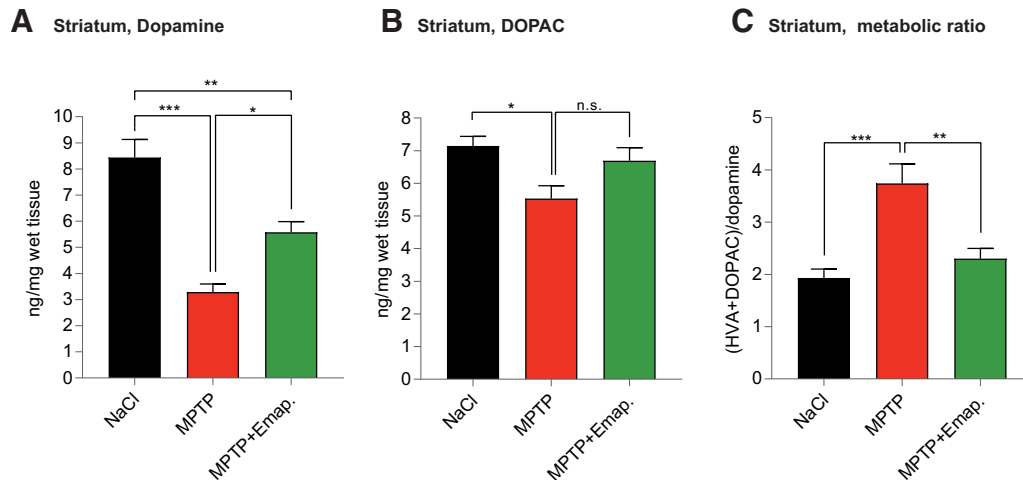 A Striatum, Dopamine
**
***
*
10
9
8
7
6
5
4
3
2
1
0
ng/mg wet tissue
NaCl
MPTP
MPTP+Emap.
B Striatum, DOPAC
*
n.s.
8
7
6
5
4
3
2
1
0
ng/mg wet tissue
NaCl
MPTP
MPTP+Emap.
C Striatum, metabolic ratio
***
**
5
4
3
2
1
0
(HVA+DOPAC)/dopamine
NaCl
MPTP
MPTP+Emap.